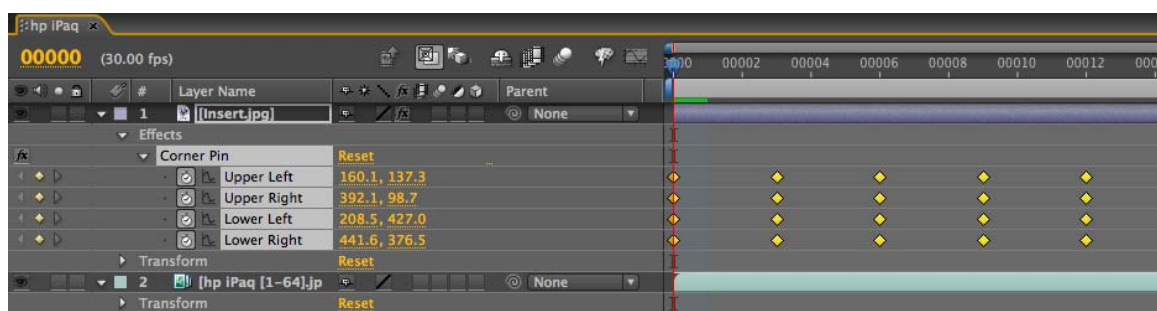 hp iPaq
00000 (30.00 fps)
00002 00004 00006 00008 00010 00012
# Layer Name Parent
1 [Insert.jpg] None
Effects
fx Corner Pin Reset
Upper Left 160.1, 137.3
Upper Right 392.1, 98.7
Lower Left 208.5, 427.0
Lower Right 441.6, 376.5
Transform Reset
2 [hp iPaq [1-64].jp None
Transform Reset